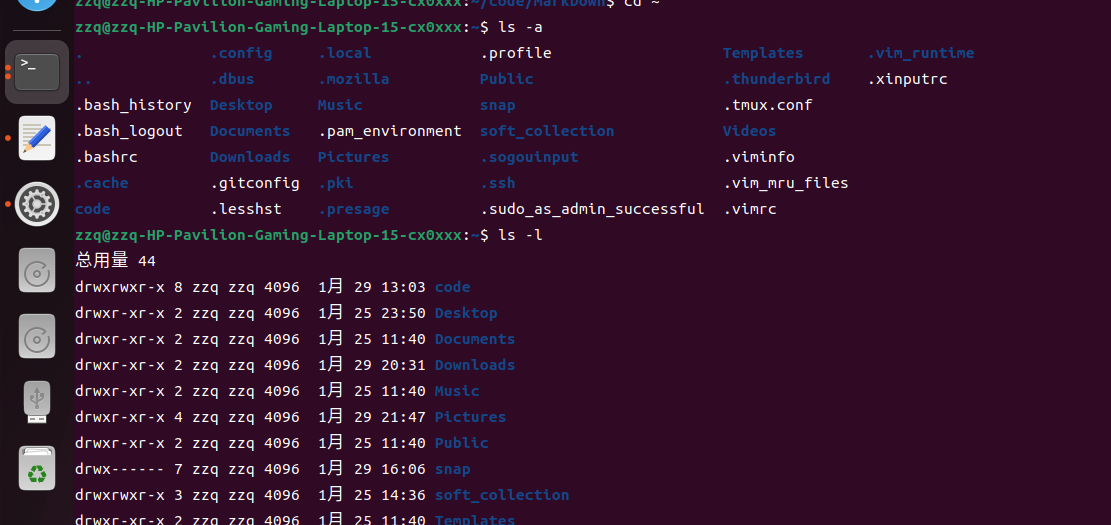 zzq@zzq-HP-Pavilion-Gaming-Laptop-15-cx0xxx:~/code/MarkDown$ cd ~
zzq@zzq-HP-Pavilion-Gaming-Laptop-15-cx0xxx:~$ ls -a
. .config .local .profile Templates .vim_runtime
.. .dbus .mozilla Public .thunderbird .xinputrc
.bash_history Desktop Music snap .tmux.conf
.bash_logout Documents .pam_environment soft_collection Videos
.bashrc Downloads Pictures .sogouinput .viminfo
.cache .gitconfig .pki .ssh .vim_mru_files
code .lesshst .presage .sudo_as_admin_successful .vimrc
zzq@zzq-HP-Pavilion-Gaming-Laptop-15-cx0xxx:~$ ls -l
总用量 44
drwxrwxr-x 8 zzq zzq 4096 1月 29 13:03 code
drwxr-xr-x 2 zzq zzq 4096 1月 25 23:50 Desktop
drwxr-xr-x 2 zzq zzq 4096 1月 25 11:40 Documents
drwxr-xr-x 2 zzq zzq 4096 1月 29 20:31 Downloads
drwxr-xr-x 2 zzq zzq 4096 1月 25 11:40 Music
drwxr-xr-x 4 zzq zzq 4096 1月 29 21:47 Pictures
drwxr-xr-x 2 zzq zzq 4096 1月 25 11:40 Public
drwx------ 7 zzq zzq 4096 1月 29 16:06 snap
drwxrwxr-x 3 zzq zzq 4096 1月 25 14:36 soft_collection
drwxr-xr-x 2 zzq zzq 4096 1月 25 11:40 Templates